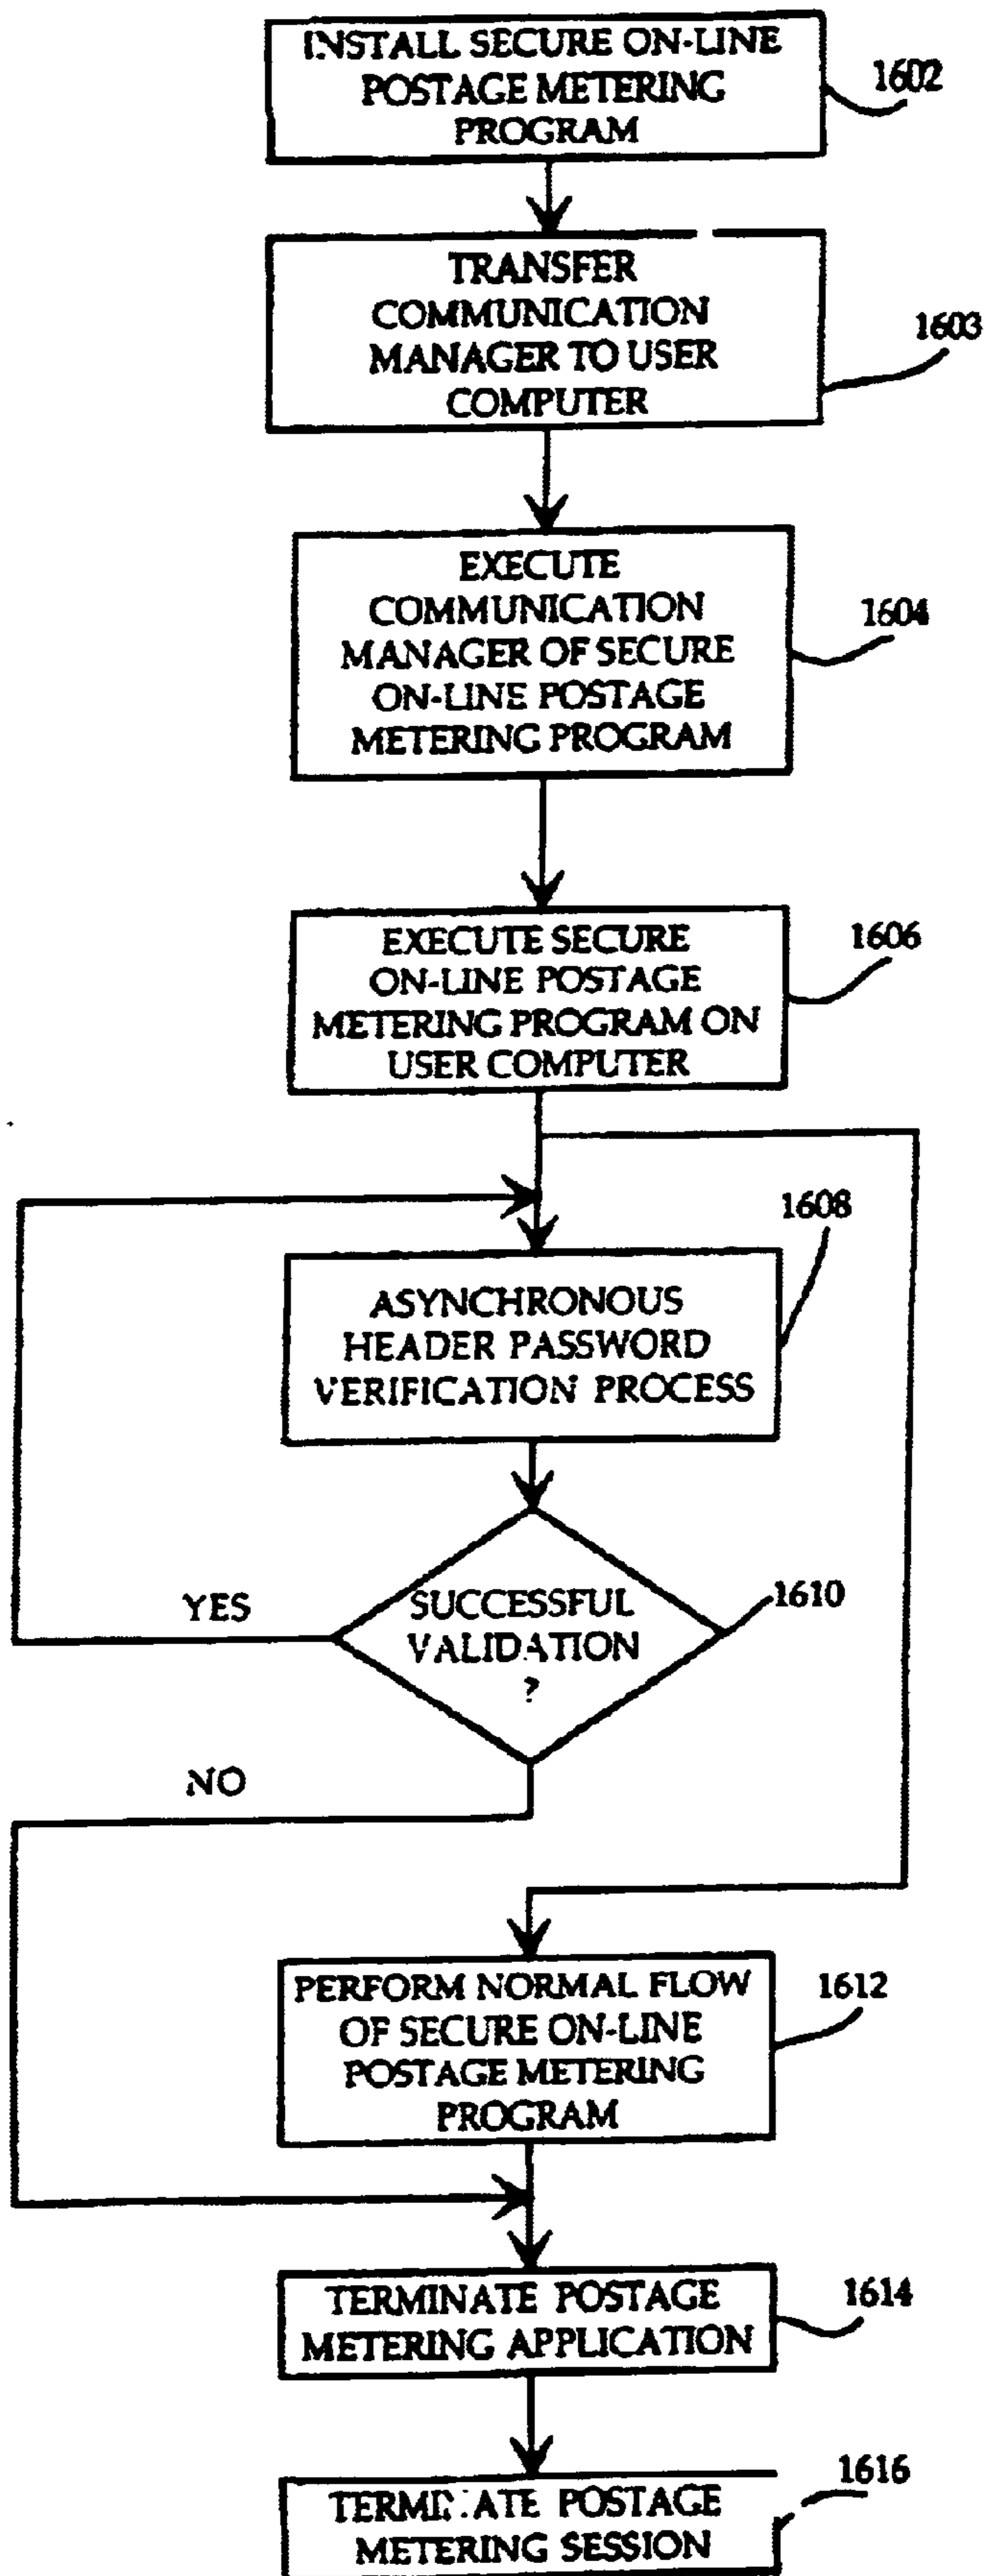 INSTALL SECURE ON-LINE
POSTAGE METERING
PROGRAM
1602
TRANSFER
COMMUNICATION
MANAGER TO USER
COMPUTER
1603
EXECUTE
COMMUNICATION
MANAGER OF SECURE
ON-LINE POSTAGE
METERING PROGRAM
1604
EXECUTE SECURE
ON-LINE POSTAGE
METERING PROGRAM ON
USER COMPUTER
1606
ASYNCHRONOUS
HEADER PASSWORD
VERIFICATION PROCESS
1608
SUCCESSFUL
VALIDATION
?
1610
YES
NO
PERFORM NORMAL FLOW
OF SECURE ON-LINE
POSTAGE METERING
PROGRAM
1612
TERMINATE POSTAGE
METERING APPLICATION
1614
TERMINATE POSTAGE
METERING SESSION
1616